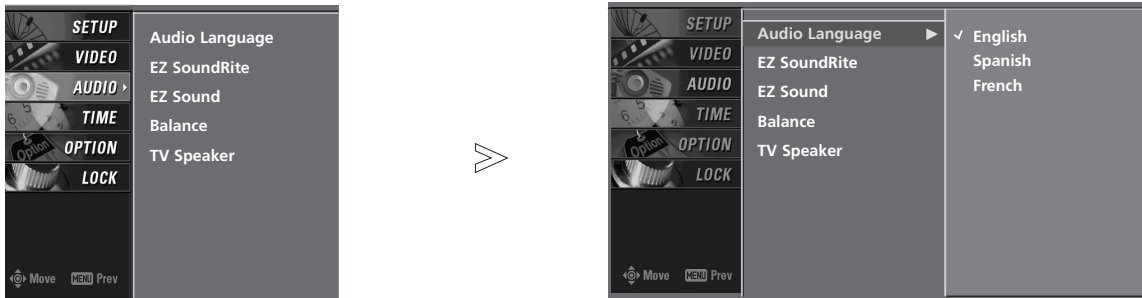 SETUP
VIDEO
AUDIO
TIME
OPTION
LOCK
Audio Language
EZ SoundRite
EZ Sound
Balance
TV Speaker
Option
Move MENU Prev
SETUP
VIDEO
AUDIO
TIME
OPTION
LOCK
Audio Language
EZ SoundRite
EZ Sound
Balance
TV Speaker
English
Spanish
French
Option
Move MENU Prev